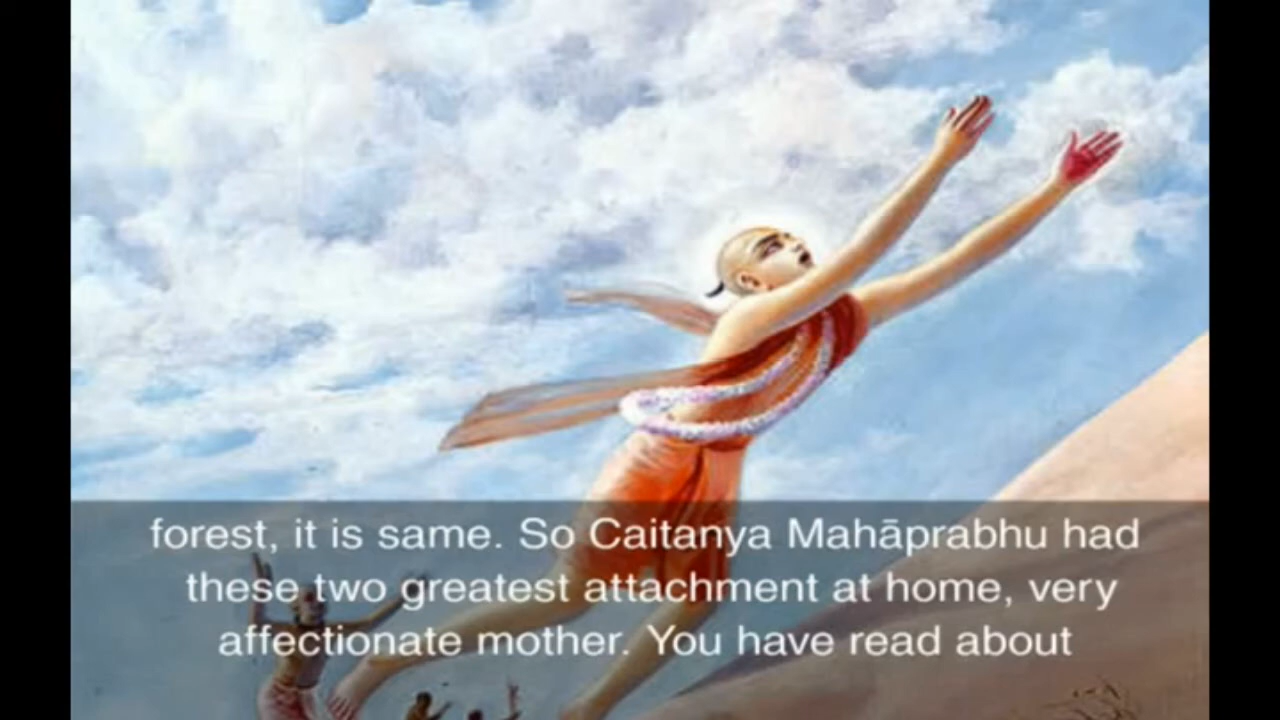 forest, it is same. So Caitanya Mahāprabhu had
these two greatest attachment at home, very
affectionate mother. You have read about